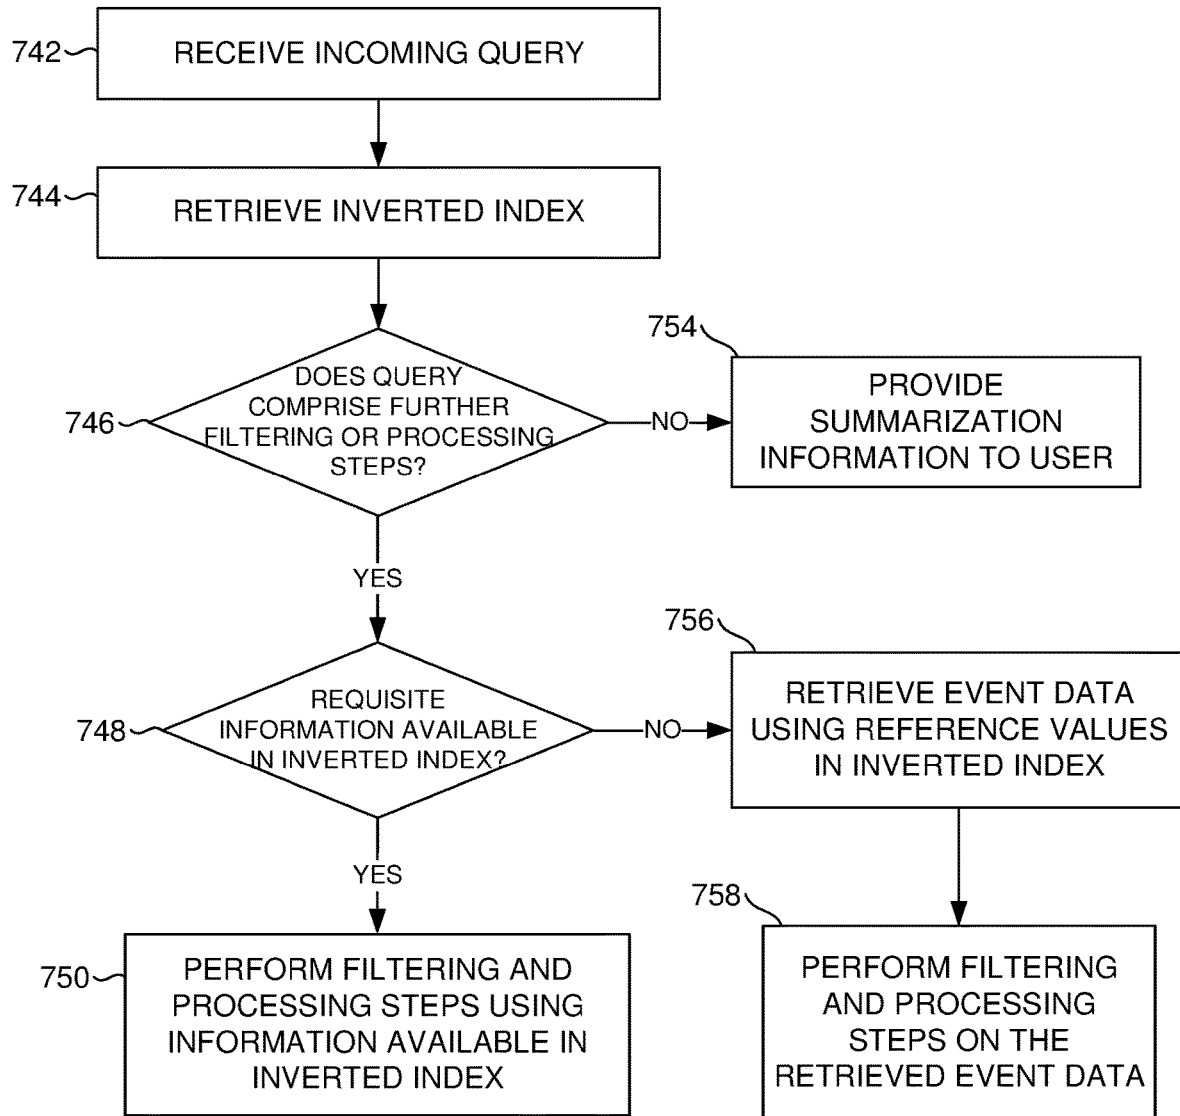 742
RECEIVE INCOMING QUERY
744
RETRIEVE INVERTED INDEX
746
DOES QUERY
COMPRISE FURTHER
FILTERING OR PROCESSING
STEPS?
NO
754
PROVIDE
SUMMARIZATION
INFORMATION TO USER
YES
748
REQUISITE
INFORMATION AVAILABLE
IN INVERTED INDEX?
NO
756
RETRIEVE EVENT DATA
USING REFERENCE VALUES
IN INVERTED INDEX
YES
750
PERFORM FILTERING AND
PROCESSING STEPS USING
INFORMATION AVAILABLE IN
INVERTED INDEX
758
PERFORM FILTERING
AND PROCESSING
STEPS ON THE
RETRIEVED EVENT DATA